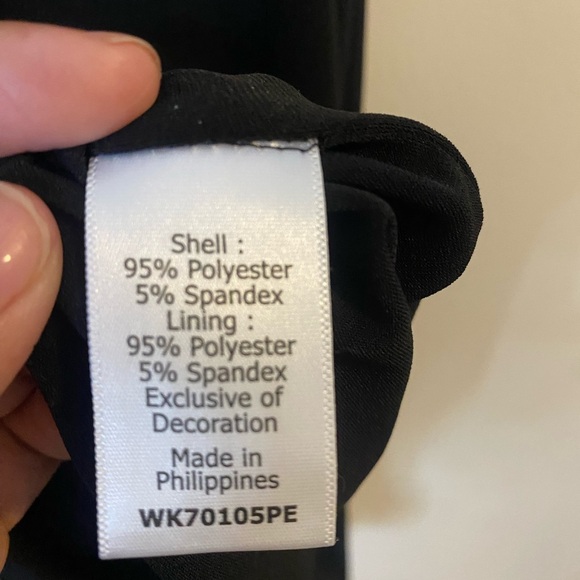 Shell :
95% Polyester
5% Spandex
Lining :
95% Polyester
5% Spandex
Exclusive of
Decoration
Made in
Philippines
WK70105PE